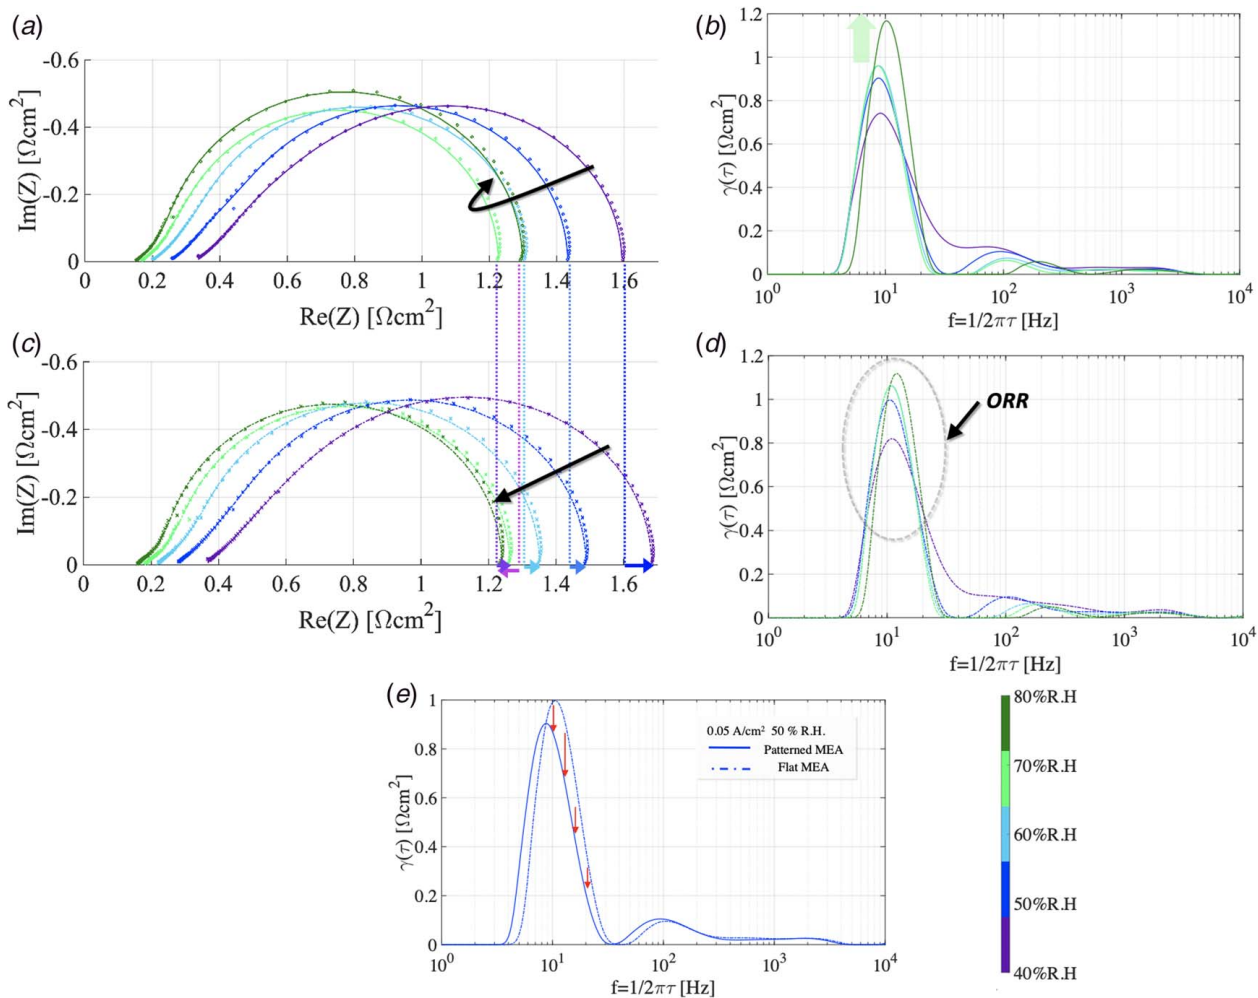 (a)
-0.6
-0.4
-0.2
0
Im(Z) [Ωcm²]
0 0.2 0.4 0.6 0.8 1 1.2 1.4 1.6
Re(Z) [Ωcm²]
(b)
1.2
1
0.8
0.6
0.4
0.2
0
γ(τ) [Ωcm²]
10⁰ 10¹ 10² 10³ 10⁴
f=1/2πτ [Hz]
(c)
-0.6
-0.4
-0.2
0
Im(Z) [Ωcm²]
0 0.2 0.4 0.6 0.8 1 1.2 1.4 1.6
Re(Z) [Ωcm²]
(d)
1.2
1
0.8
0.6
0.4
0.2
0
γ(τ) [Ωcm²]
ORR
10⁰ 10¹ 10² 10³ 10⁴
f=1/2πτ [Hz]
(e)
1
0.8
0.6
0.4
0.2
0
γ(τ) [Ωcm²]
0.05 A/cm² 50 % R.H.
Patterned MEA
Flat MEA
10⁰ 10¹ 10² 10³ 10⁴
f=1/2πτ [Hz]
80%R.H
70%R.H
60%R.H
50%R.H
40%R.H